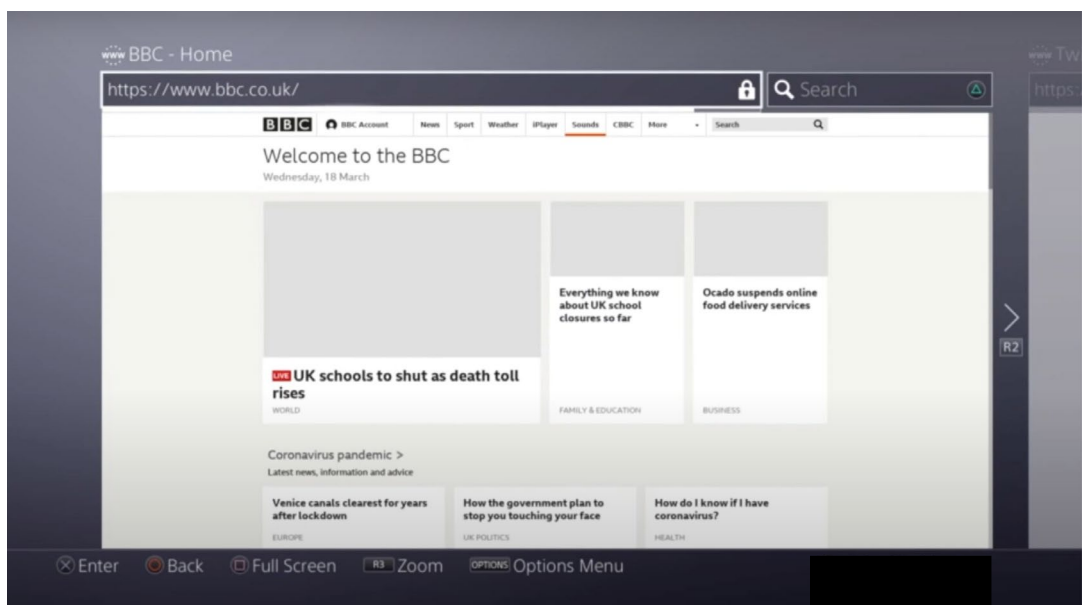 www BBC - Home
www Tw
https://www.bbc.co.uk/
Search
https:
BBC BBC Account News Sport Weather iPlayer Sounds CBBC More Search
Welcome to the BBC
Wednesday, 18 March
Everything we know
about UK school
closures so far
Ocado suspends online
food delivery services
R2
LIVE UK schools to shut as death toll
rises
WORLD
FAMILY & EDUCATION
BUSINESS
Coronavirus pandemic >
Latest news, information and advice
Venice canals clearest for years
after lockdown
EUROPE
How the government plan to
stop you touching your face
UK POLITICS
How do I know if I have
coronavirus?
HEALTH
Enter Back Full Screen R3 Zoom OPTIONS Options Menu